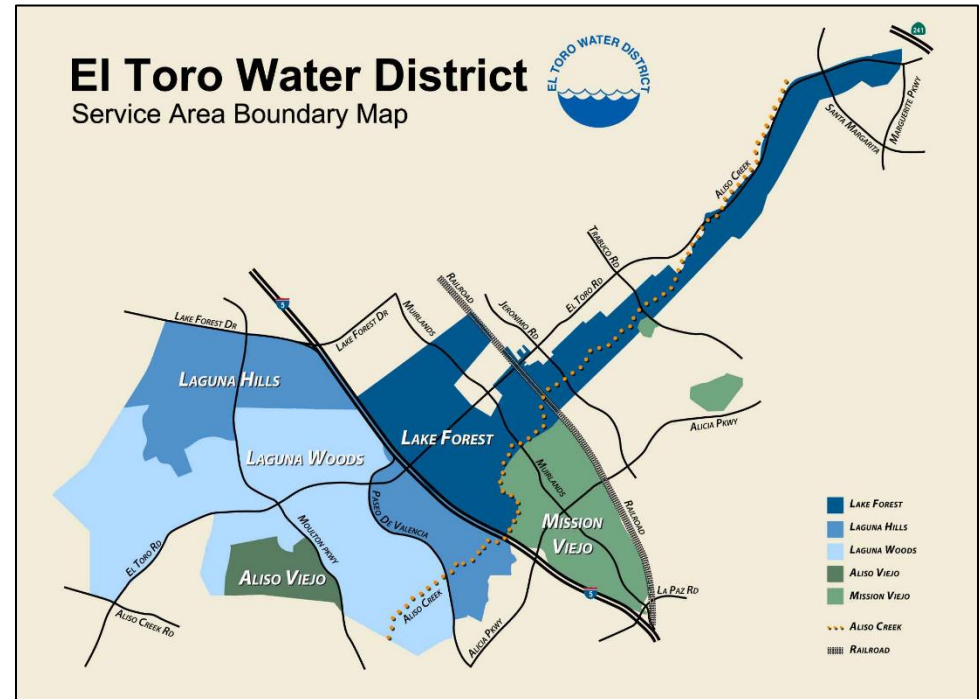 El Toro Water District
Service Area Boundary Map
EL TORO WATER DISTRICT
241
SANTA MARGARITA
MARGUERITE PKWY
ALISO CREEK
TRABUCO RD
EL TORO RD
RAILROAD
JERONIMO RD
5
MUIRLANDS
LAKE FOREST DR
LAKE FOREST DR
LAGUNA HILLS
LAKE FOREST
ALICIA PKWY
LAGUNA WOODS
MUIRLANDS
PASEO DE VALENCIA
MISSION
VIEJO
RAILROAD
MOULTON PKWY
EL TORO RD
ALISO VIEJO
ALISO CREEK
5
LA PAZ RD
ALISO CREEK RD
ALICIA PKWY
LAKE FOREST
LAGUNA HILLS
LAGUNA WOODS
ALISO VIEJO
MISSION VIEJO
ALISO CREEK
RAILROAD